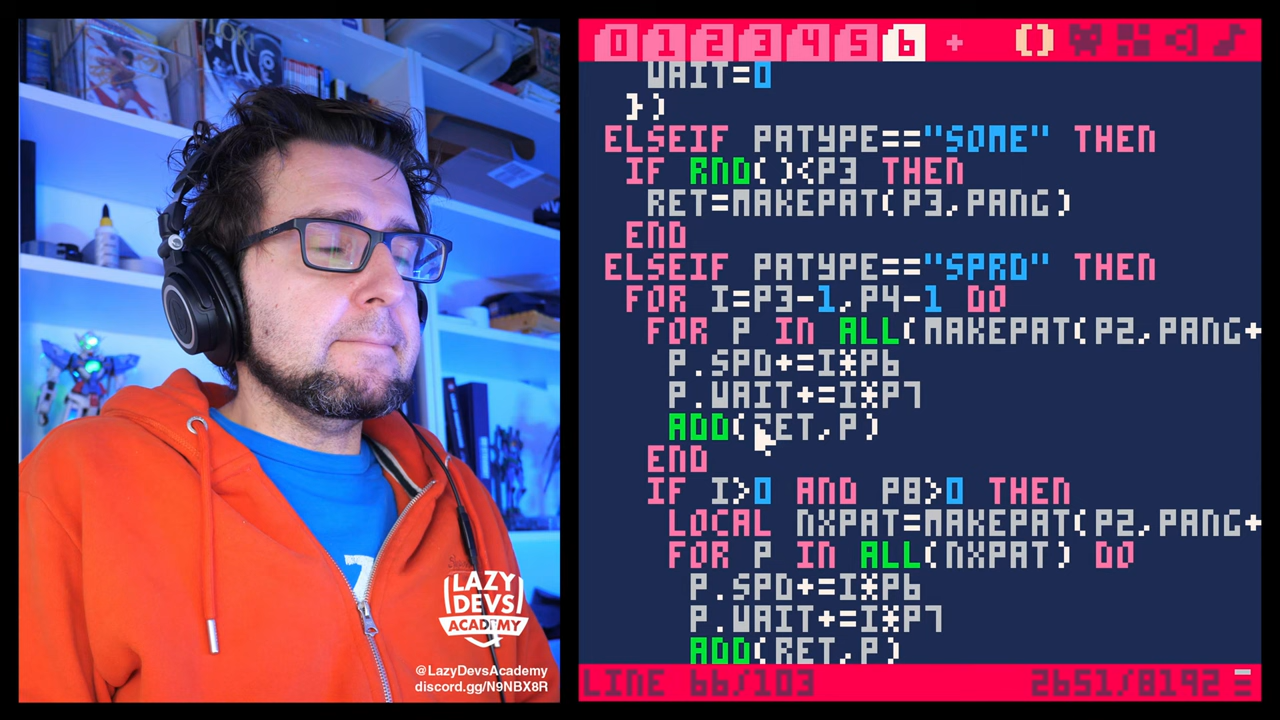 LOKI
LAZY
DEVS
ACADEMY
@LazyDevsAcademy
discord.gg/N9NBX8R
0 1 2 3 4 5 6 +
WAIT=0
})
ELSEIF PATYPE=="SOME" THEN
IF RND()<P3 THEN
RET=MAKEPAT(P3,PANG)
END
ELSEIF PATYPE=="SPRD" THEN
FOR I=P3-1,P4-1 DO
FOR P IN ALL(MAKEPAT(P2,PANG+
P.SPD+=I*P6
P.WAIT+=I*P7
ADD(RET,P)
END
IF I>0 AND P8>0 THEN
LOCAL NXPAT=MAKEPAT(P2,PANG+
FOR P IN ALL(NXPAT) DO
P.SPD+=I*P6
P.WAIT+=I*P7
ADD(RET,P)
LINE 66/103
2651/8192